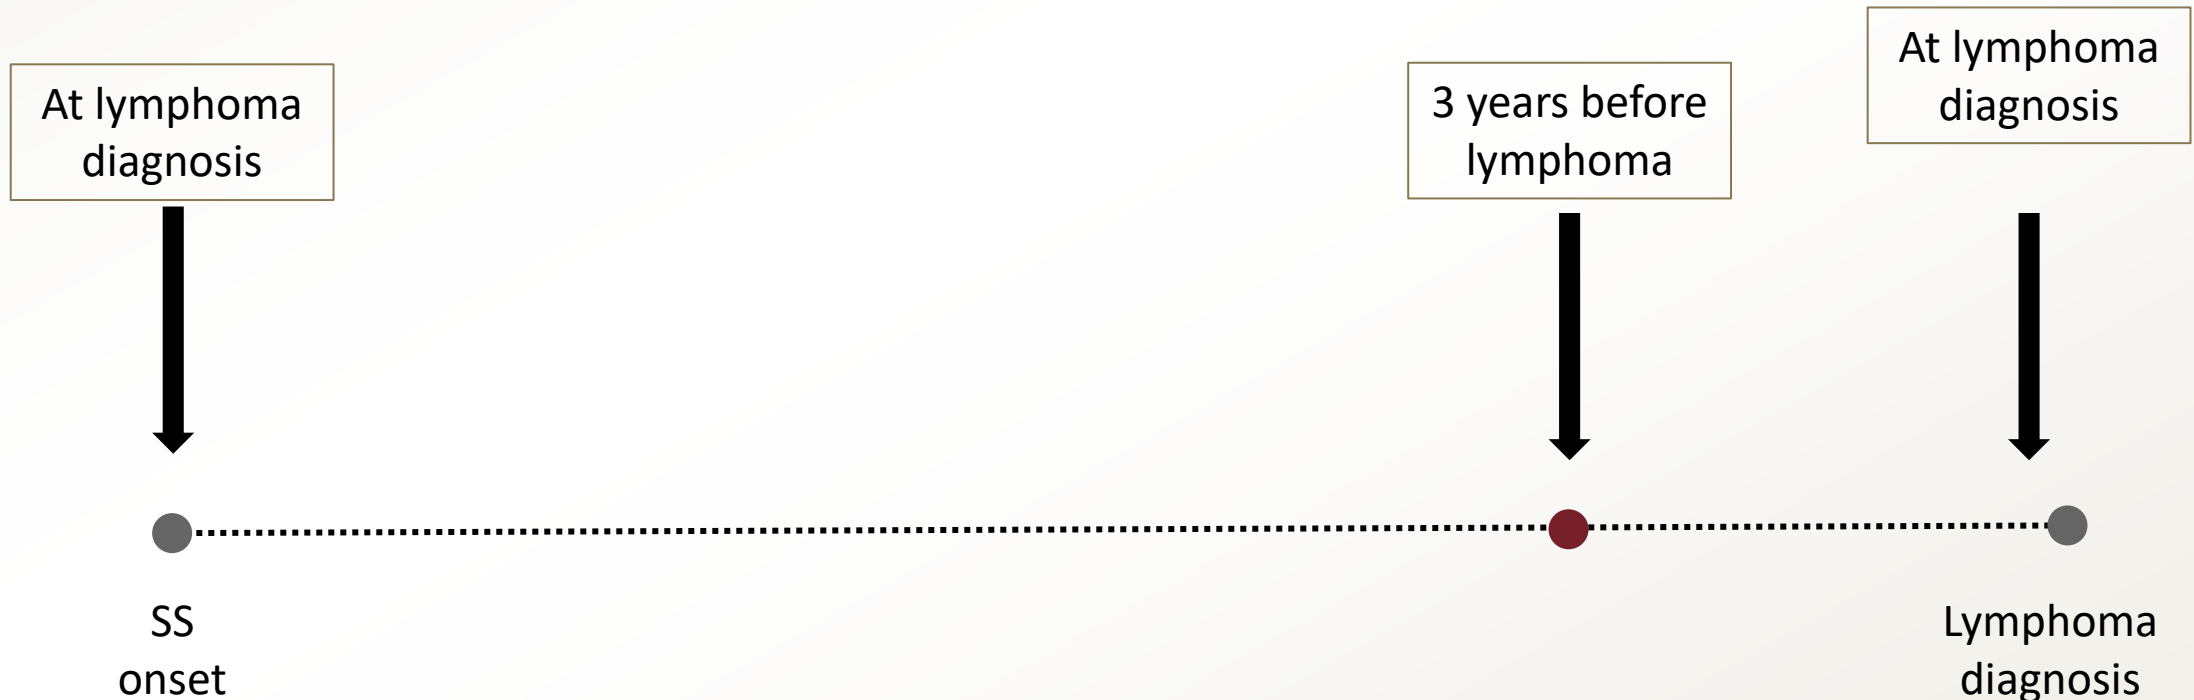 At lymphoma
diagnosis
3 years before
lymphoma
At lymphoma
diagnosis
SS
onset
Lymphoma
diagnosis